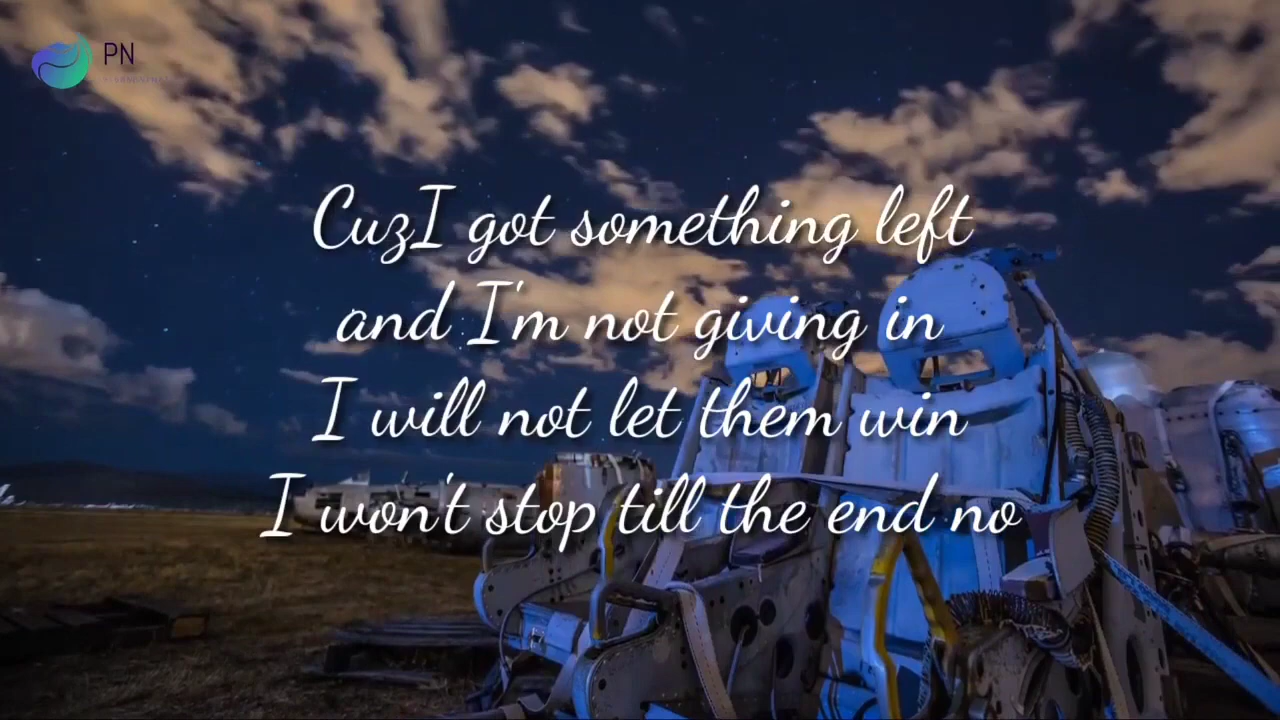 PN
CuzI got something left
and I'm not giving in
I will not let them win
I won't stop till the end no